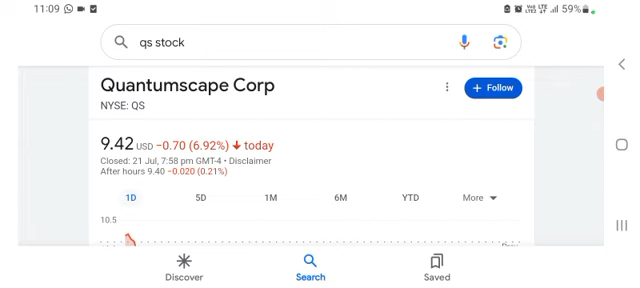 11:09 59%
qs stock
Quantumscape Corp
Follow
NYSE: QS
9.42 USD −0.70 (6.92%) today
Closed: 21 Jul, 7:58 pm GMT-4 • Disclaimer
After hours 9.40 −0.020 (0.21%)
1D 5D 1M 6M YTD More
10.5
Discover Search Saved